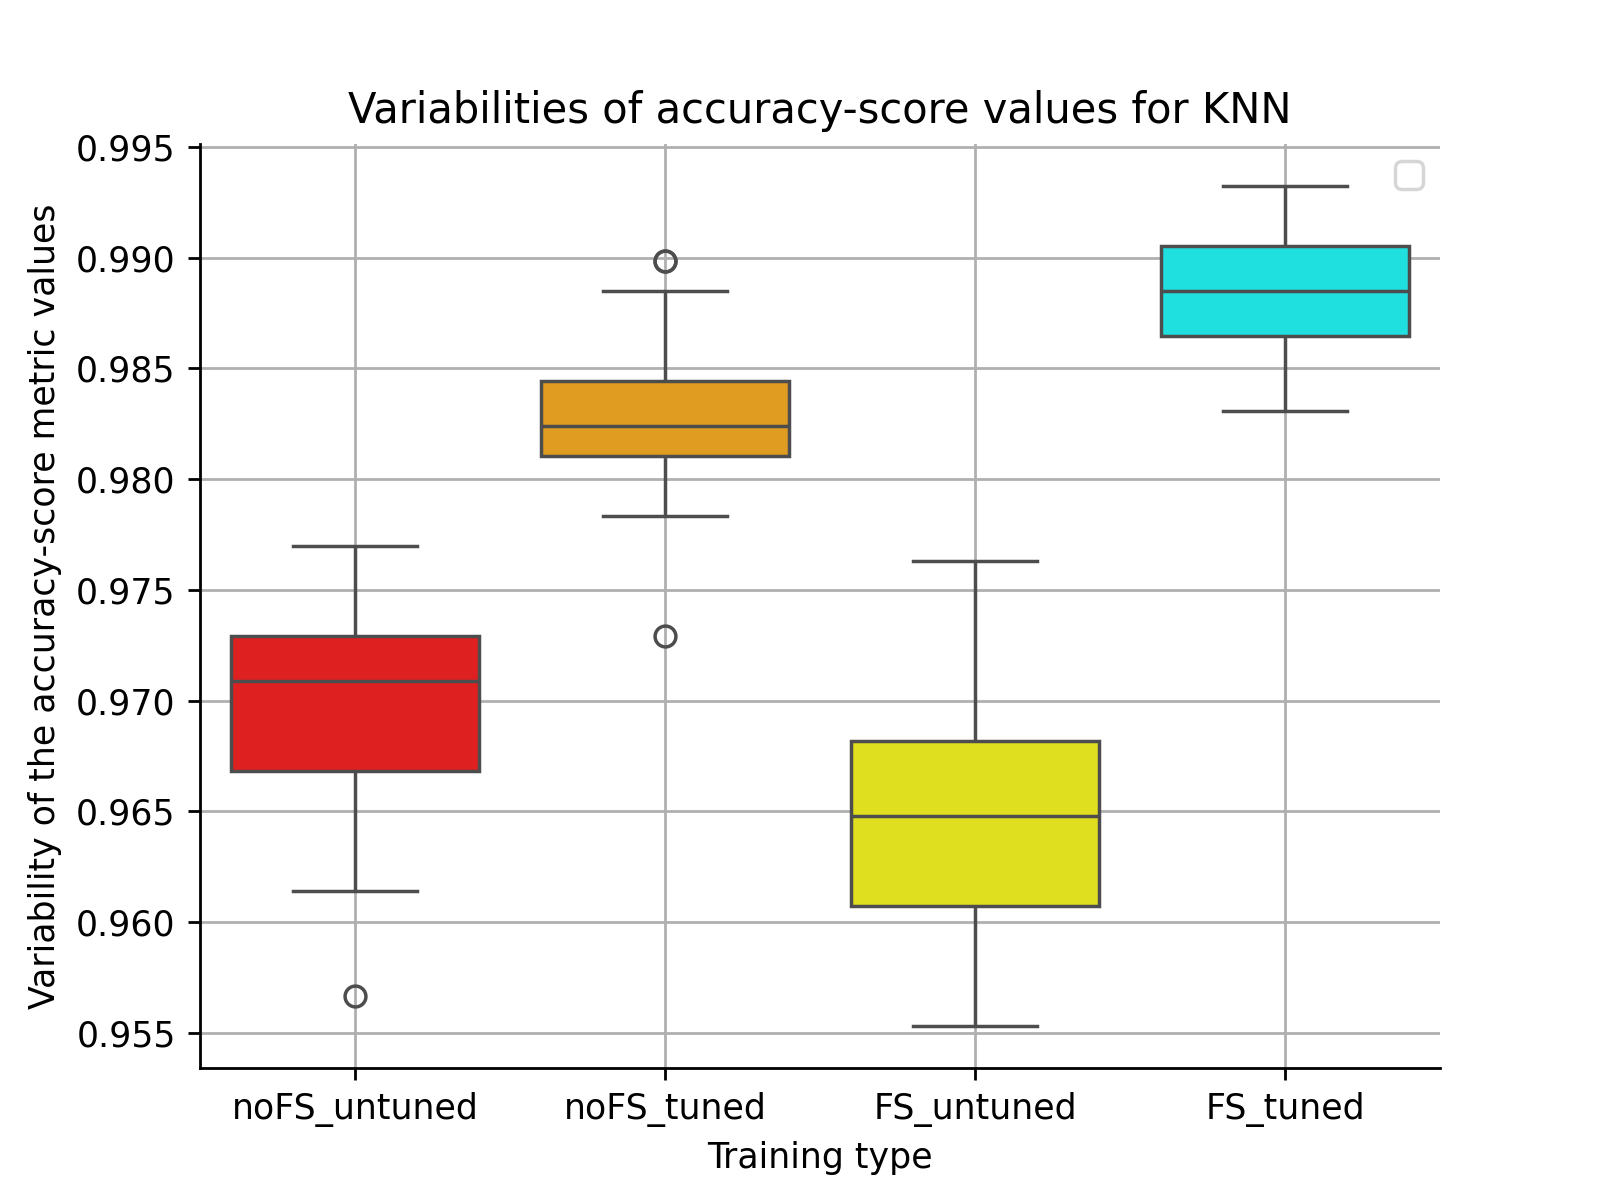 Variabilities of accuracy-score values for KNN
Variability of the accuracy-score metric values
0.995
0.990
0.985
0.980
0.975
0.970
0.965
0.960
0.955
noFS_untuned
noFS_tuned
FS_untuned
FS_tuned
Training type